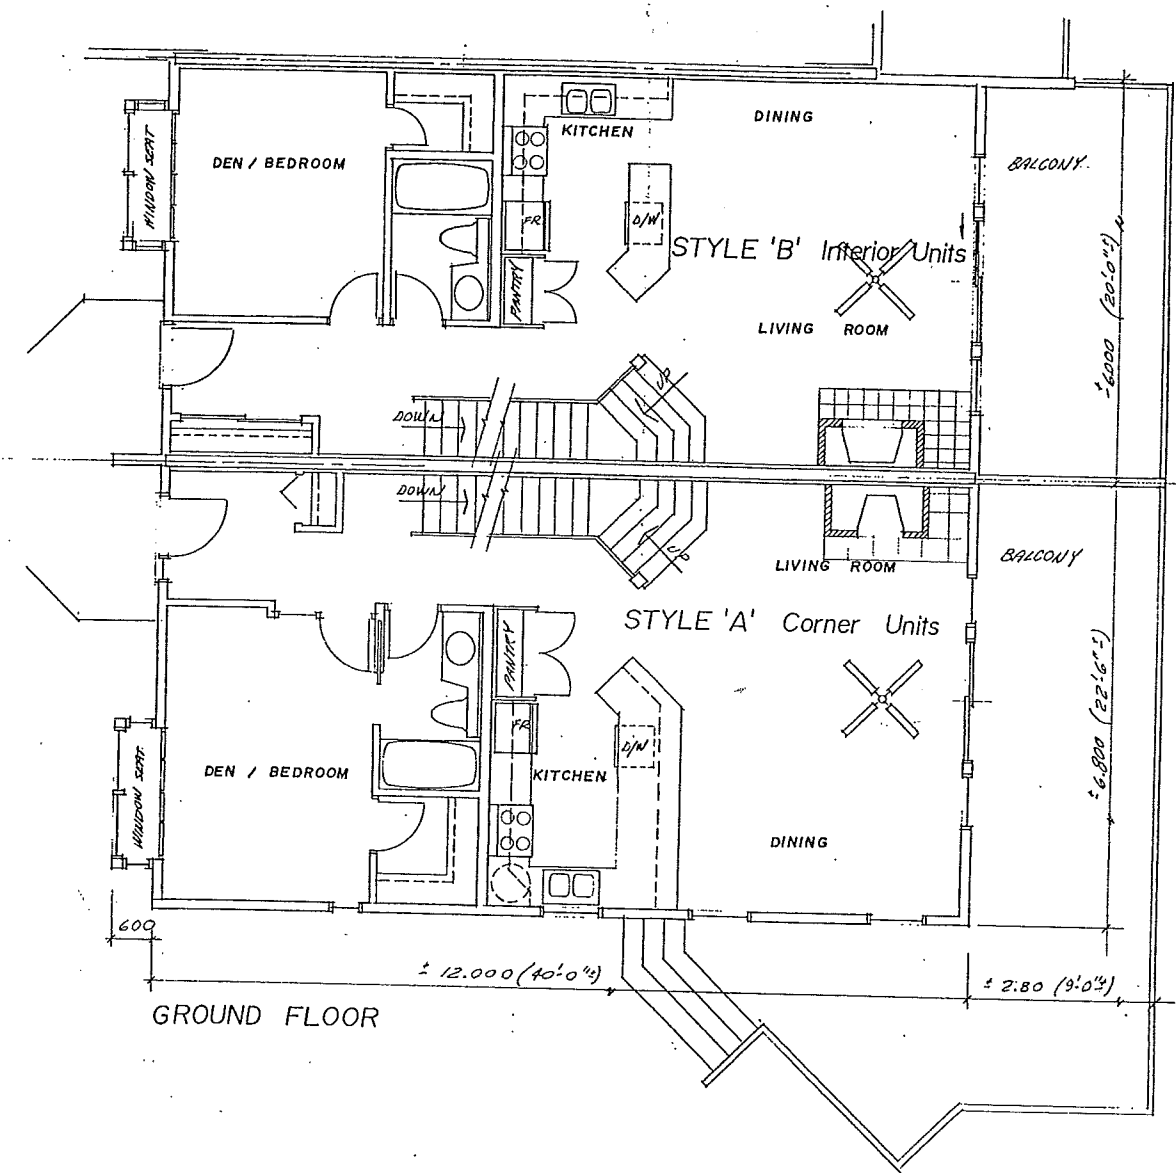 DINING
KITCHEN
BALCONY.
DEN / BEDROOM
WINDOW SEAT
FR.
D/W
STYLE 'B' Interior Units
PANTRY
LIVING ROOM
± 6000 (20'-0"±)
UP
DOWN
DOWN
UP
BALCONY
LIVING ROOM
STYLE 'A' Corner Units
PANTRY
FR.
D/W
± 6.800 (22'-6"±)
DEN / BEDROOM
KITCHEN
WINDOW SEAT
DINING
600
± 12.000 (40'-0"±)
± 2.80 (9'-0"±)
GROUND FLOOR